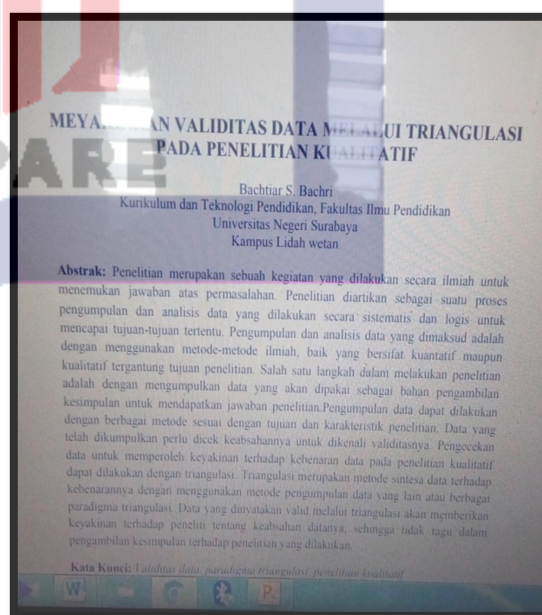 VALIDITAS DATA MELALUI TRIANGULASI
PADA PENELITIAN KUALITATIF
Bachtiar S. Bachri
Kurikulum dan Teknologi Pendidikan, Fakultas Ilmu Pendidikan
Universitas Negeri Surabaya
Kampus Lidah wetan
Abstrak: Penelitian merupakan sebuah kegiatan yang dilakukan secara ilmiah untuk
menemukan jawaban atas permasalahan. Penelitian diartikan sebagai suatu proses
pengumpulan dan analisis data yang dilakukan secara sistematis dan logis untuk
mencapai tujuan-tujuan tertentu. Pengumpulan dan analisis data yang dimaksud adalah
dengan menggunakan metode-metode ilmiah, baik yang bersifat kuantatif maupun
kualitatif tergantung tujuan penelitian. Salah satu langkah dalam melakukan penelitian
adalah dengan mengumpulkan data yang akan dipakai sebagai bahan pengambilan
kesimpulan untuk mendapatkan jawaban penelitian.Pengumpulan data dapat dilakukan
dengan berbagai metode sesuai dengan tujuan dan karakteristik penelitian. Data yang
telah dikumpulkan perlu dicek keabsahannya untuk dikenali validitasnya. Pengecekan
data untuk memperoleh keyakinan terhadap kebenaran data pada penelitian kualitatif
dapat dilakukan dengan triangulasi. Triangulasi merupakan metode sintesa data terhadap
kebenarannya dengan menggunakan metode pengumpulan data yang lain atau berbagai
paradigma triangulasi. Data yang dinyatakan valid melalui triangulasi akan memberikan
keyakinan terhadap peneliti tentang keabsahan datanya, sehingga tidak ragu dalam
pengambilan kesimpulan terhadap penelitian yang dilakukan.
Kata Kunci: Validitas data, paradigma triangulasi, penelitian kualitatif